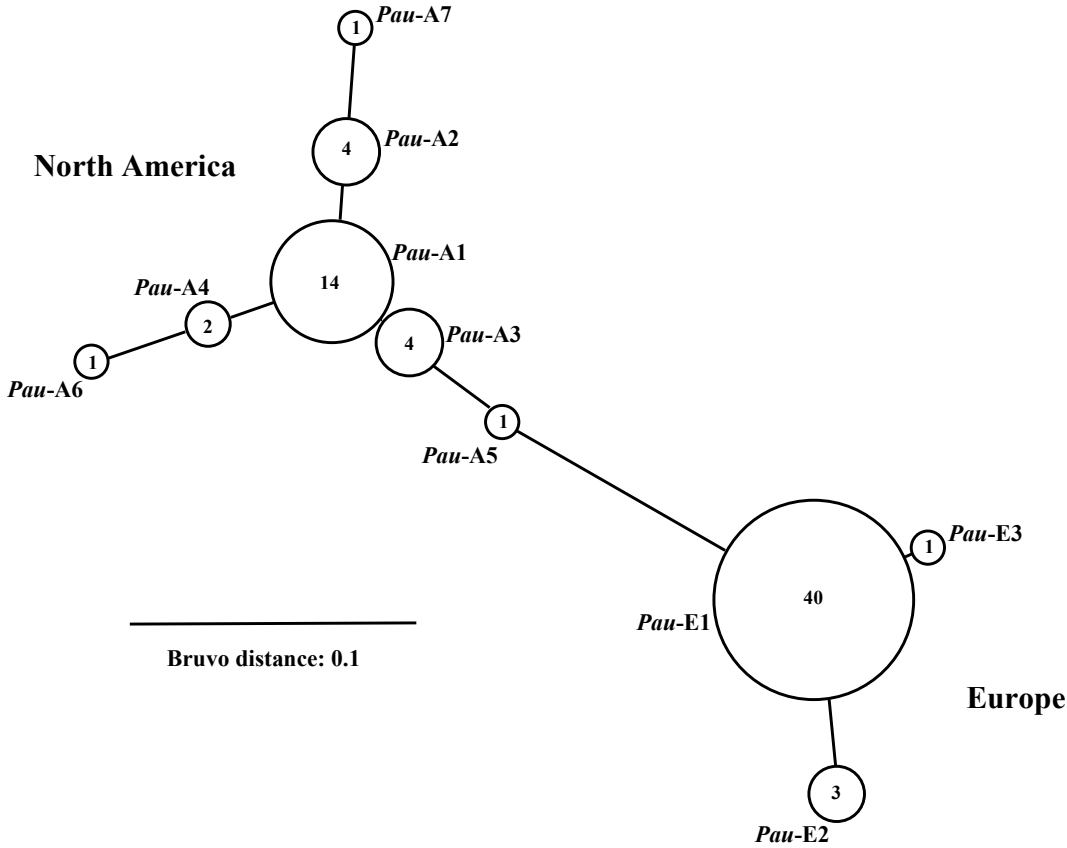 1 Pau-A7
4 Pau-A2
North America
Pau-A1
14
Pau-A4
2
Pau-A3
4
1
Pau-A6
1
Pau-A5
Pau-E3
1
40
Pau-E1
Bruvo distance: 0.1
Europe
3
Pau-E2